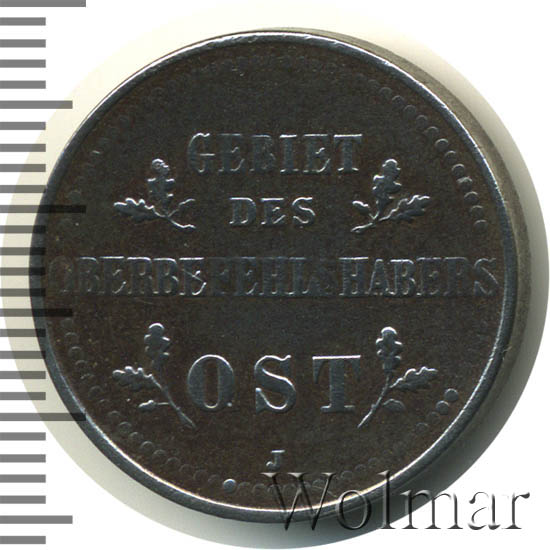 GEBIET
DES
OBERBEFEHLSHABERS
OST
J
Wolmar